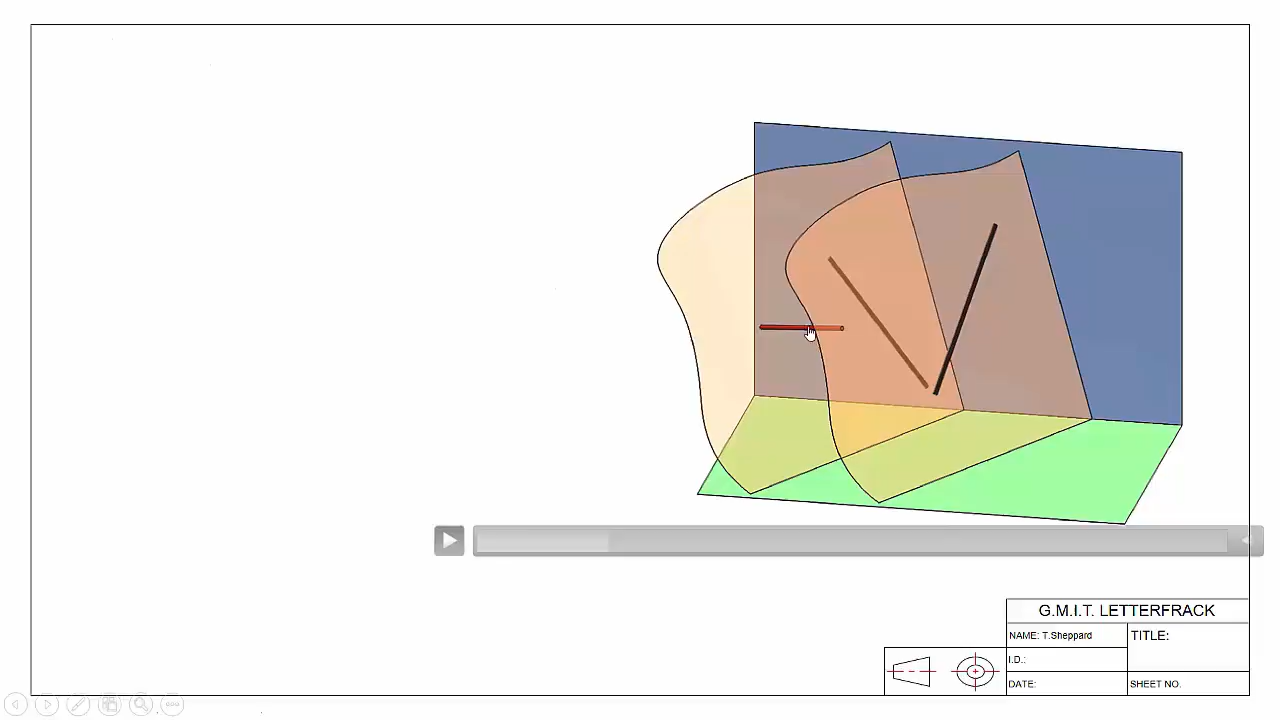 G.M.I.T. LETTERFRACK
NAME: T.Sheppard
TITLE:
I.D.:
DATE:
SHEET NO.